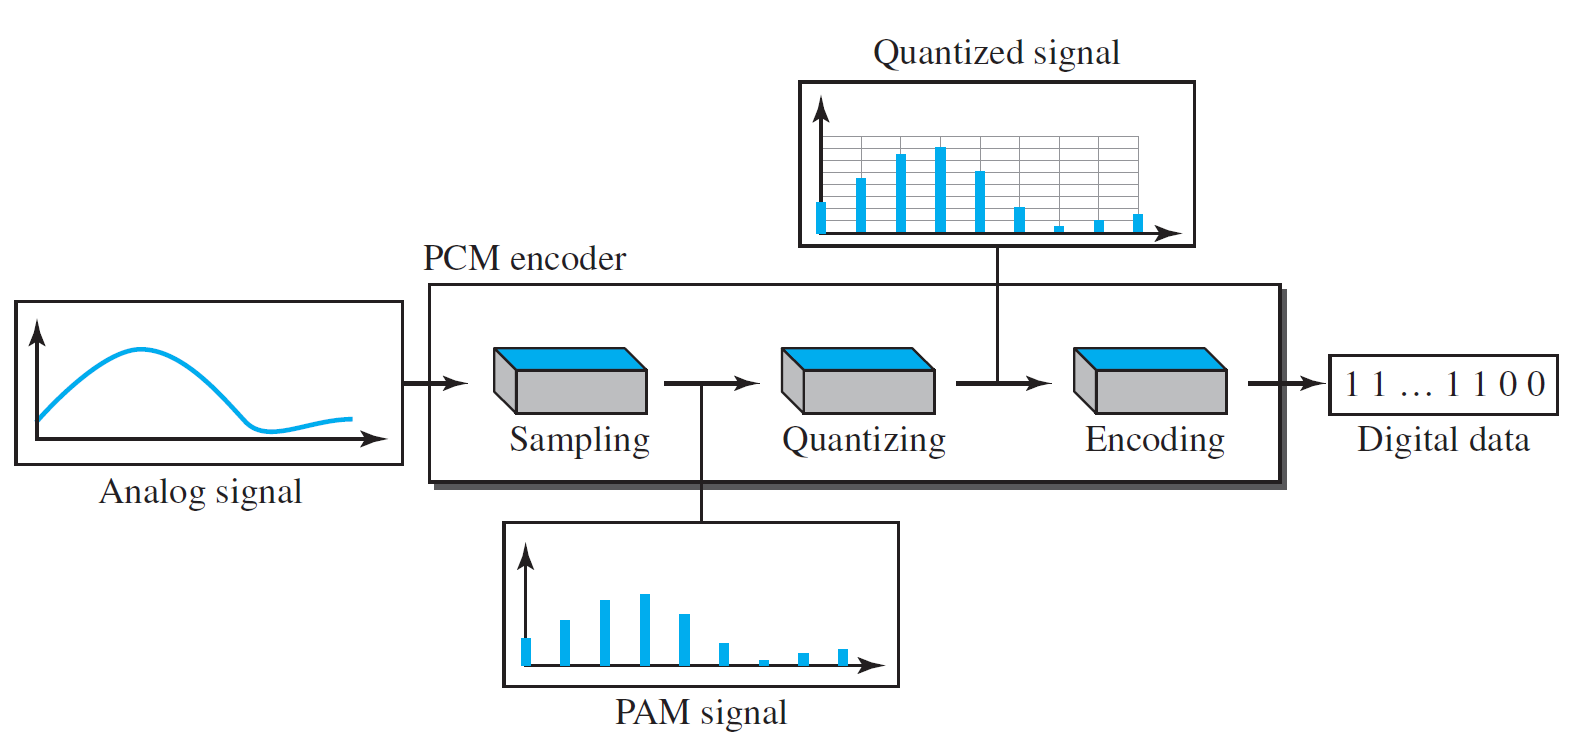 Quantized signal
PCM encoder
Sampling
Quantizing
Encoding
1 1 ... 1 1 0 0
Digital data
Analog signal
PAM signal